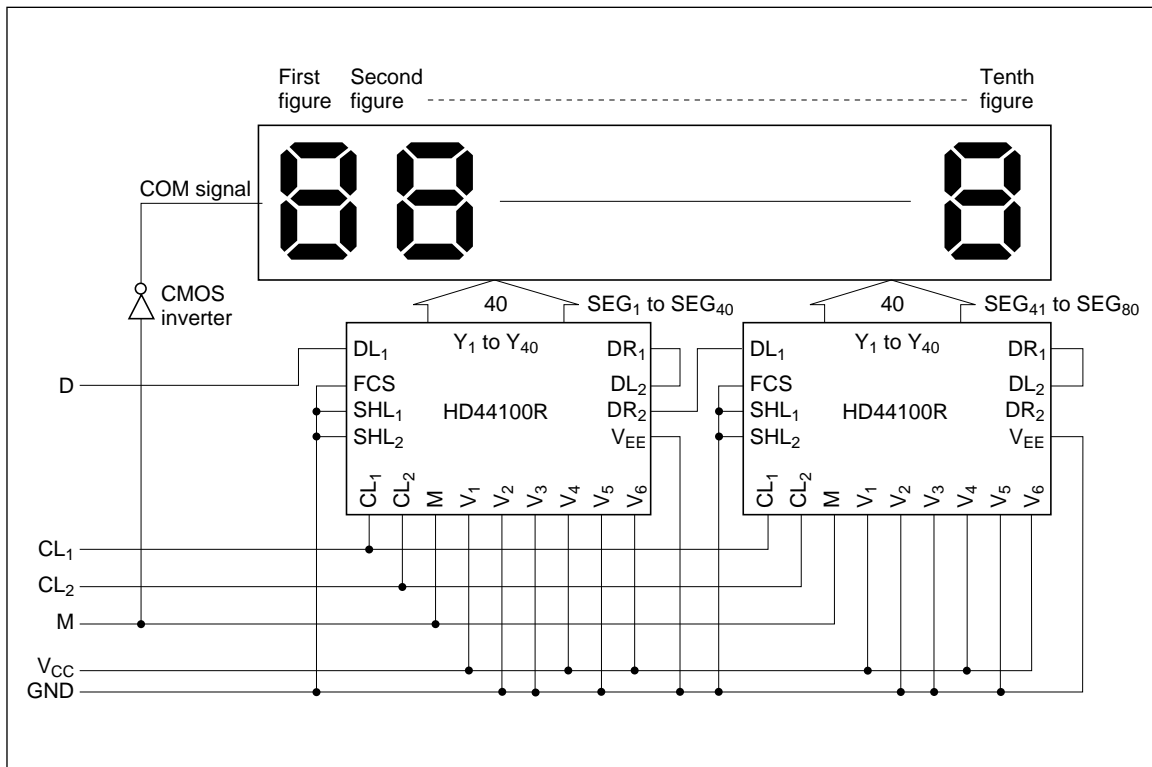 First figure
Second figure
Tenth figure
COM signal
CMOS inverter
40
SEG₁ to SEG₄₀
40
SEG₄₁ to SEG₈₀
D
DL₁
FCS
SHL₁
SHL₂
Y₁ to Y₄₀
HD44100R
DR₁
DL₂
DR₂
V_EE
CL₁
CL₂
M
V₁
V₂
V₃
V₄
V₅
V₆
DL₁
FCS
SHL₁
SHL₂
Y₁ to Y₄₀
HD44100R
DR₁
DL₂
DR₂
V_EE
CL₁
CL₂
M
V₁
V₂
V₃
V₄
V₅
V₆
CL₁
CL₂
M
V_CC
GND